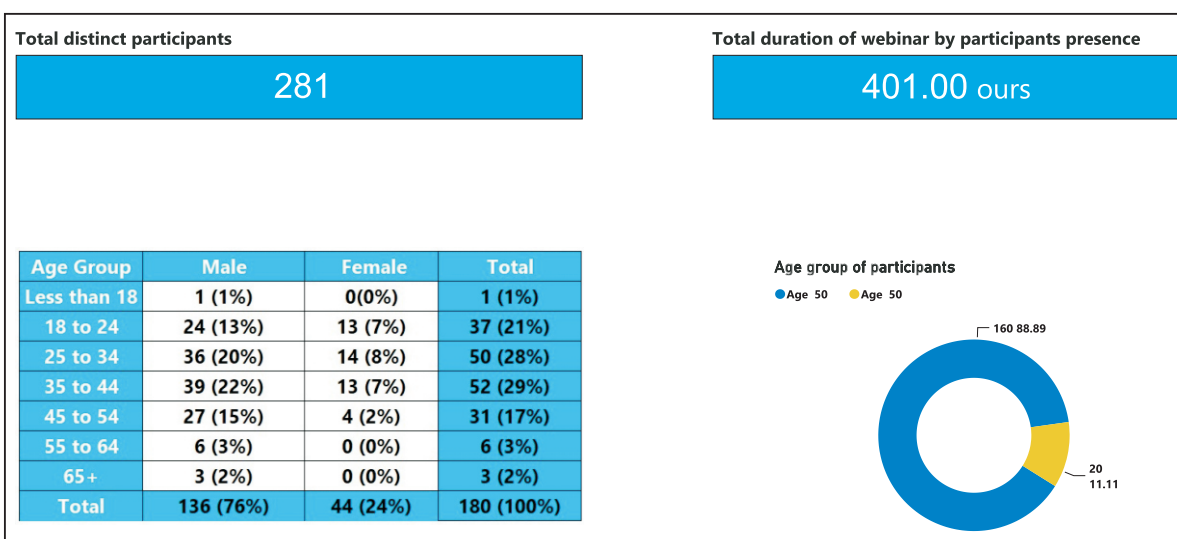 Total distinct participants
281
Total duration of webinar by participants presence
401.00 ours
Age Group Male Female Total
Less than 18 1 (1%) 0(0%) 1 (1%)
18 to 24 24 (13%) 13 (7%) 37 (21%)
25 to 34 36 (20%) 14 (8%) 50 (28%)
35 to 44 39 (22%) 13 (7%) 52 (29%)
45 to 54 27 (15%) 4 (2%) 31 (17%)
55 to 64 6 (3%) 0 (0%) 6 (3%)
65+ 3 (2%) 0 (0%) 3 (2%)
Total 136 (76%) 44 (24%) 180 (100%)
Age group of participants
Age 50 Age 50
160 88.89
20
11.11